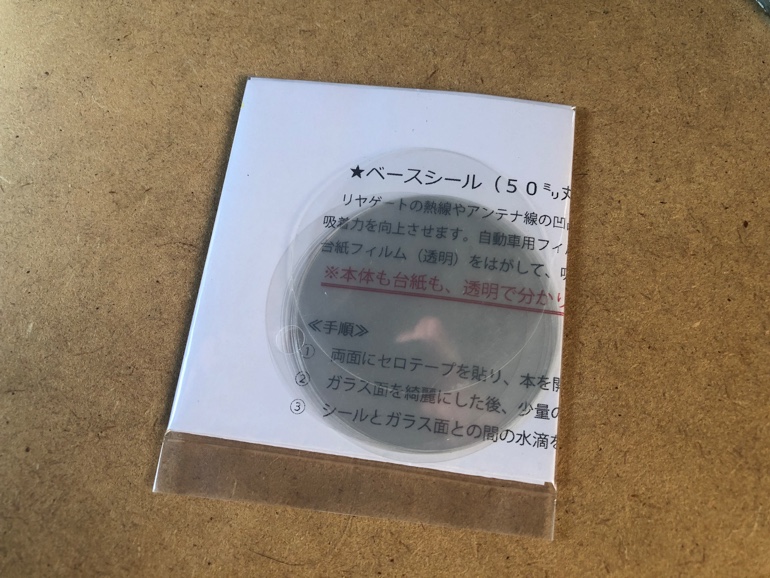 ★ベースシール（５０㍉丸
リヤゲートの熱線やアンテナ線の凹凸
吸着力を向上させます。自動車用フィル
台紙フィルム（透明）をはがして、吸
※本体も台紙も、透明で分かり
≪手順≫
① 両面にセロテープを貼り、本を開
② ガラス面を綺麗にした後、少量の
③ シールとガラス面との間の水滴を